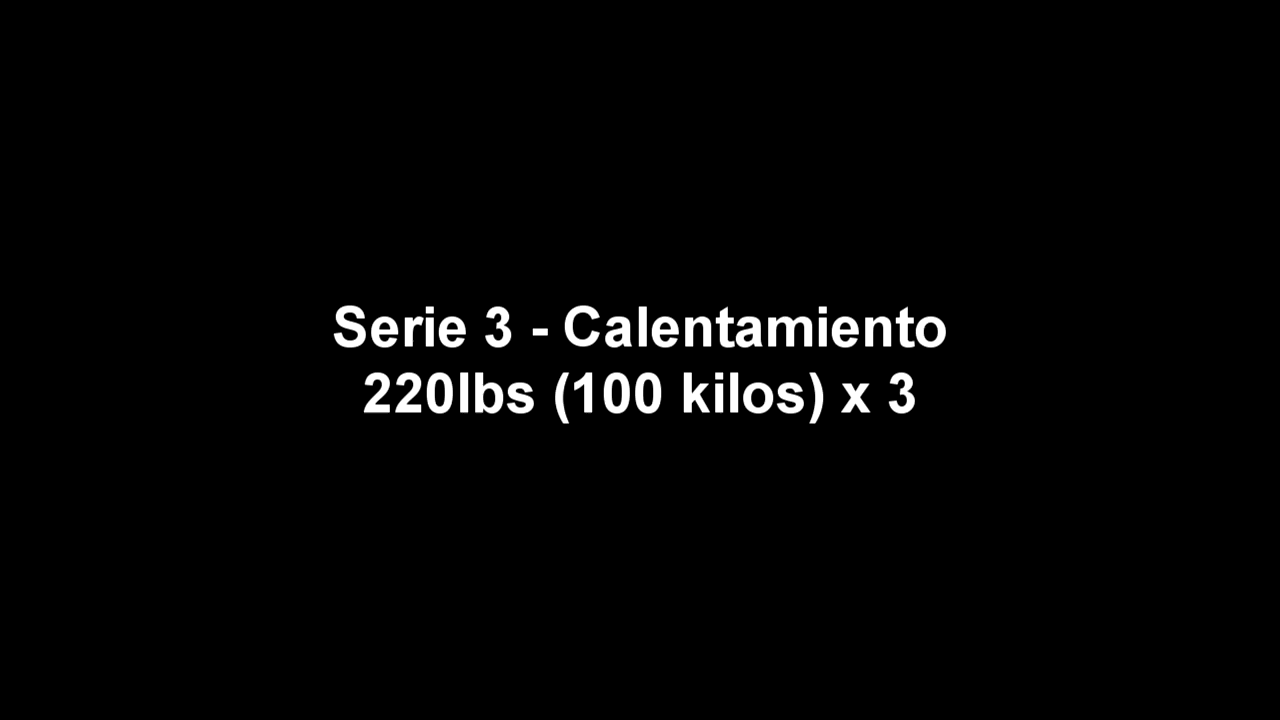 Serie 3 - Calentamiento
220lbs (100 kilos) x 3